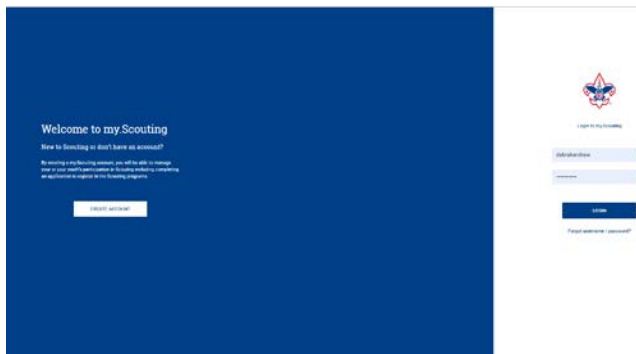 Welcome to my.Scouting
New to Scouting or don't have an account?
By creating a my.Scouting account, you will be able to manage
your or your youth's participation in Scouting including completing
an application to register in the Scouting programs.
CREATE ACCOUNT
Login to my.Scouting
LOGIN
Forgot username / password?